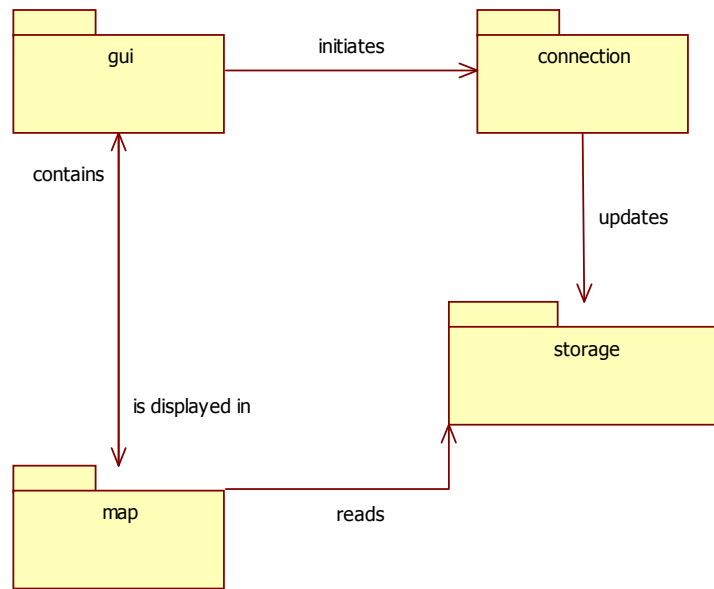 gui
initiates
connection
contains
updates
storage
is displayed in
map
reads